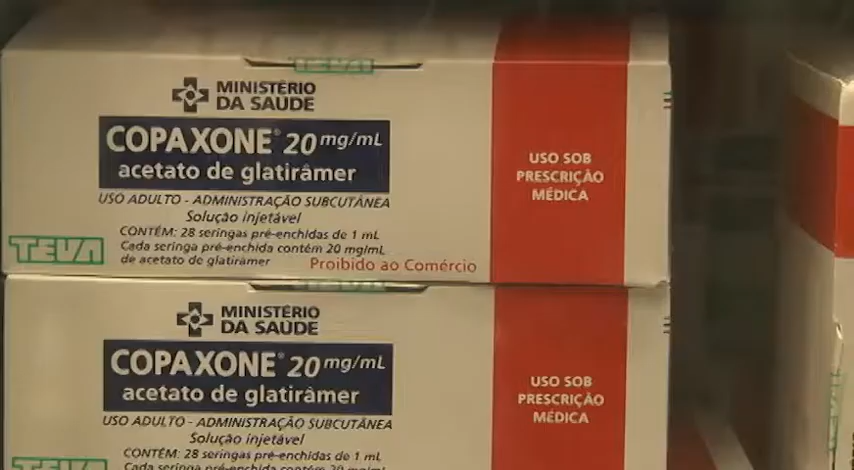 TEVA
MINISTÉRIO
DA SAÚDE
COPAXONE® 20 mg/mL
acetato de glatirâmer
USO ADULTO - ADMINISTRAÇÃO SUBCUTÂNEA
Solução injetável
CONTÉM: 28 seringas pré-enchidas de 1 mL
Cada seringa pré-enchida contém 20 mg/mL
de acetato de glatirâmer
Proibido ao Comércio
TEVA
USO SOB
PRESCRIÇÃO
MÉDICA
MINISTÉRIO
DA SAÚDE
COPAXONE® 20 mg/mL
acetato de glatirâmer
USO ADULTO - ADMINISTRAÇÃO SUBCUTÂNEA
Solução injetável
CONTÉM: 28 seringas pré-enchidas de 1 mL
Cada seringa pré-enchida contém 20 mg/mL
TEVA
USO SOB
PRESCRIÇÃO
MÉDICA